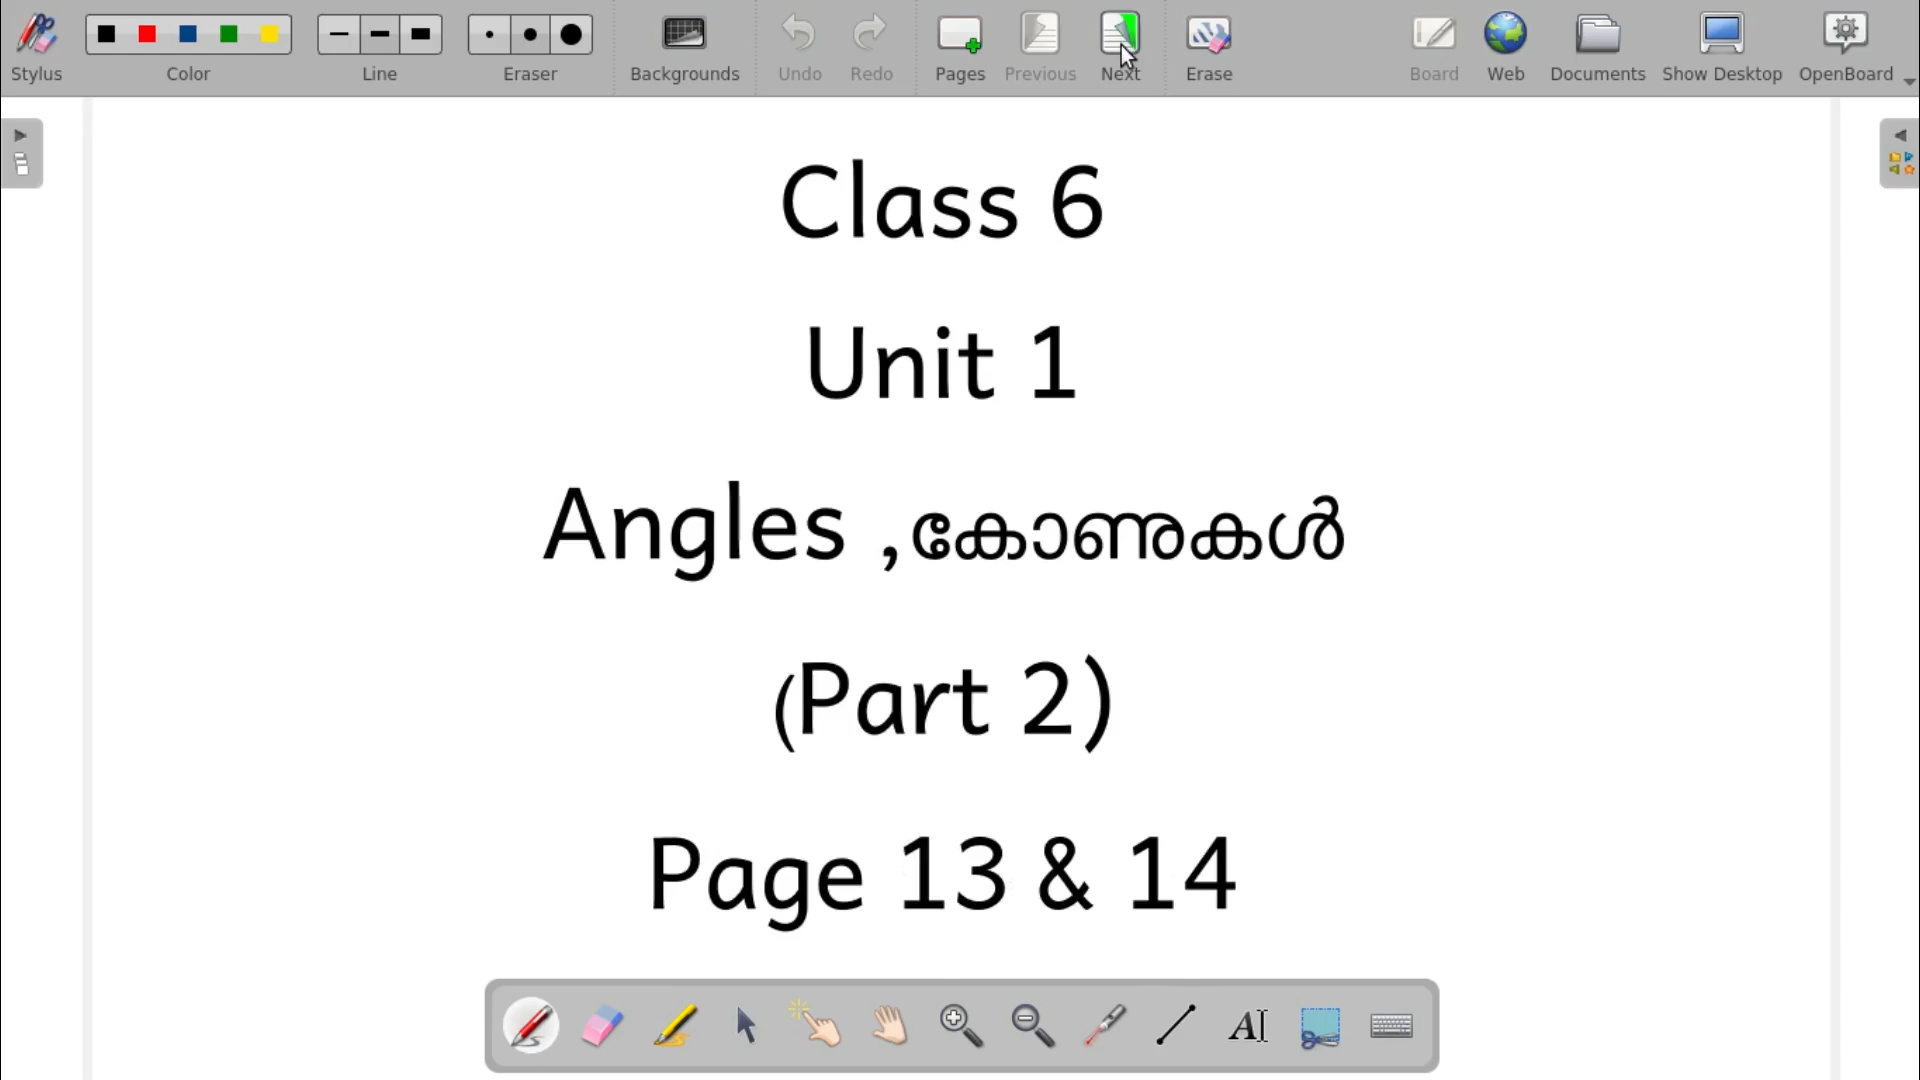 Stylus Color Line Eraser Backgrounds Undo Redo Pages Previous Next Erase Board Web Documents Show Desktop OpenBoard
Class 6
Unit 1
Angles ,കോണുകൾ
(Part 2)
Page 13 & 14